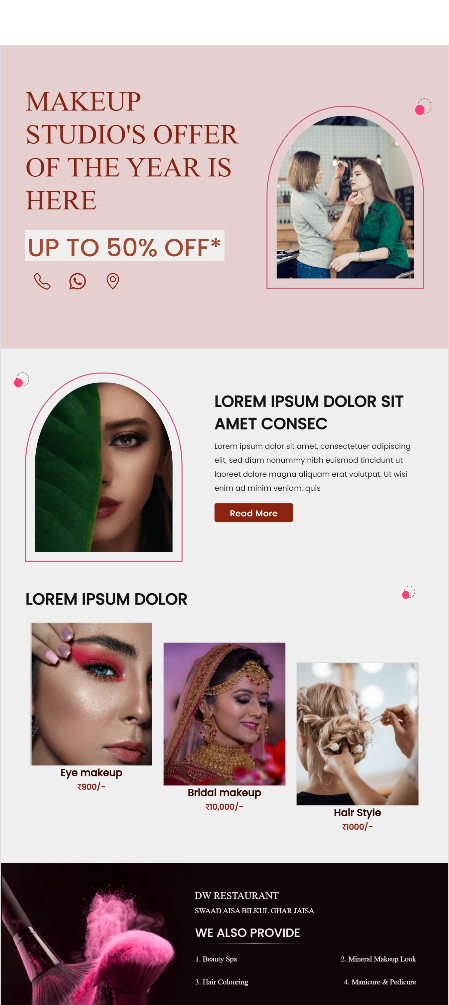 MAKEUP
STUDIO'S OFFER
OF THE YEAR IS
HERE
UP TO 50% OFF*
LOREM IPSUM DOLOR SIT
AMET CONSEC
Lorem ipsum dolor sit amet, consectetuer adipiscing
elit, sed diam nonummy nibh euismod tincidunt ut
laoreet dolore magna aliquam erat volutpat. Ut wisi
enim ad minim veniam, quis
Read More
LOREM IPSUM DOLOR
Eye makeup
₹900/-
Bridal makeup
₹10,000/-
Hair Style
₹1000/-
DW RESTAURANT
SWAAD AISA BILKUL GHAR JAISA
WE ALSO PROVIDE
1. Beauty Spa
2. Mineral Makeup Look
3. Hair Colouring
4. Manicure & Pedicure